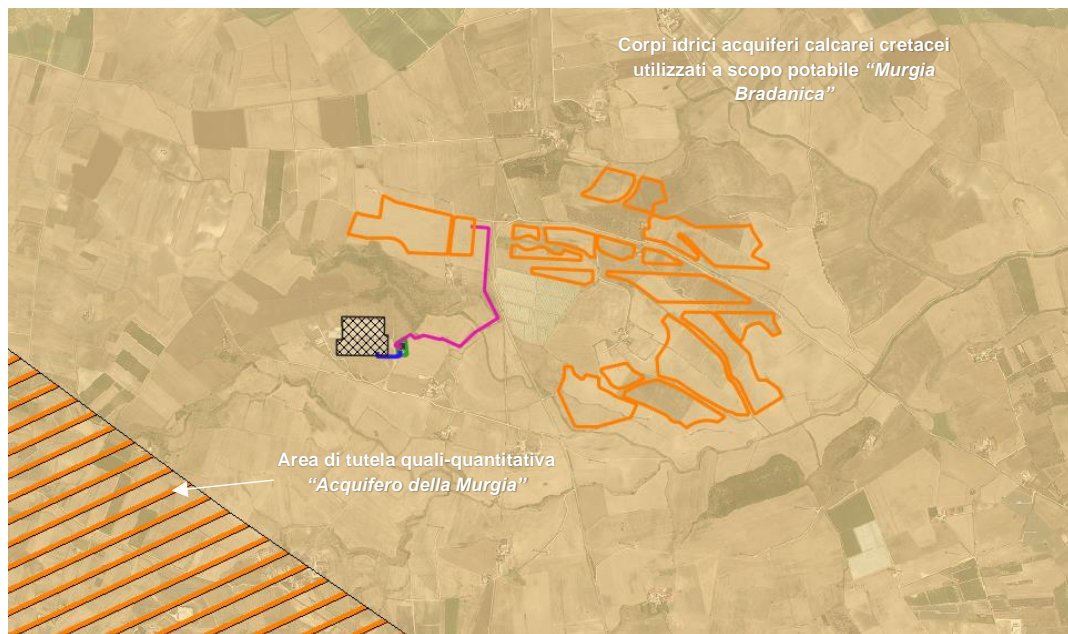 Corpi idrici acquiferi calcarei cretacei
utilizzati a scopo potabile “Murgia
Bradanica”
Area di tutela quali-quantitativa
“Acquifero della Murgia”